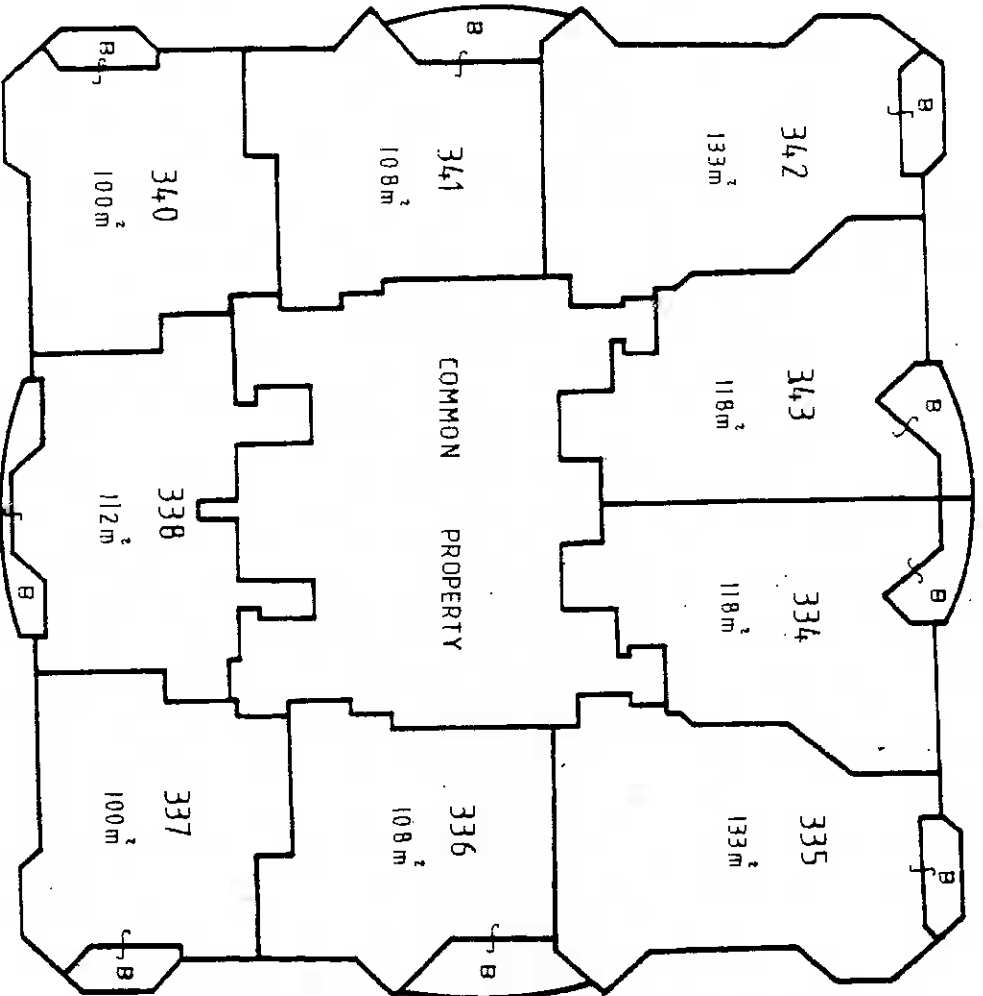 B
B
B
B
342
133m²
343
118m²
334
118m²
335
133m²
B
341
108m²
COMMON PROPERTY
336
108m²
B
340
100m²
338
112m²
337
100m²
B
B
B